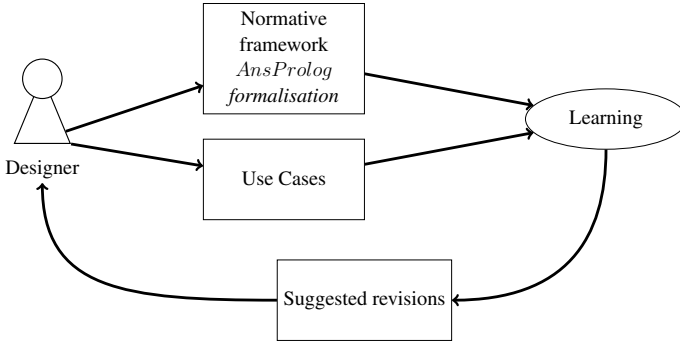 Normative
framework
AnsProlog
formalisation
Learning
Designer
Use Cases
Suggested revisions